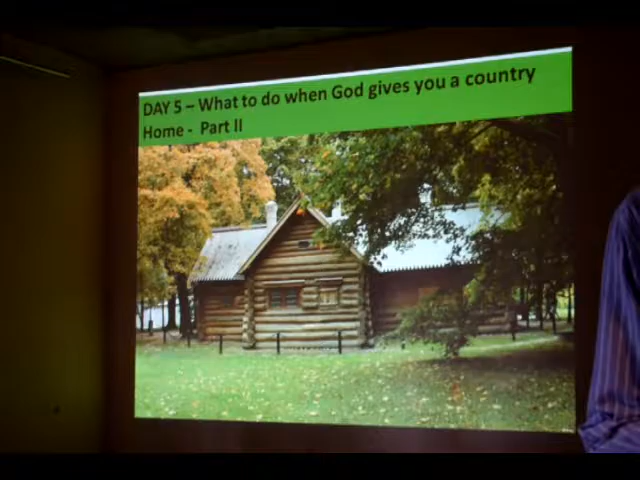 DAY 5 – What to do when God gives you a country
Home - Part II